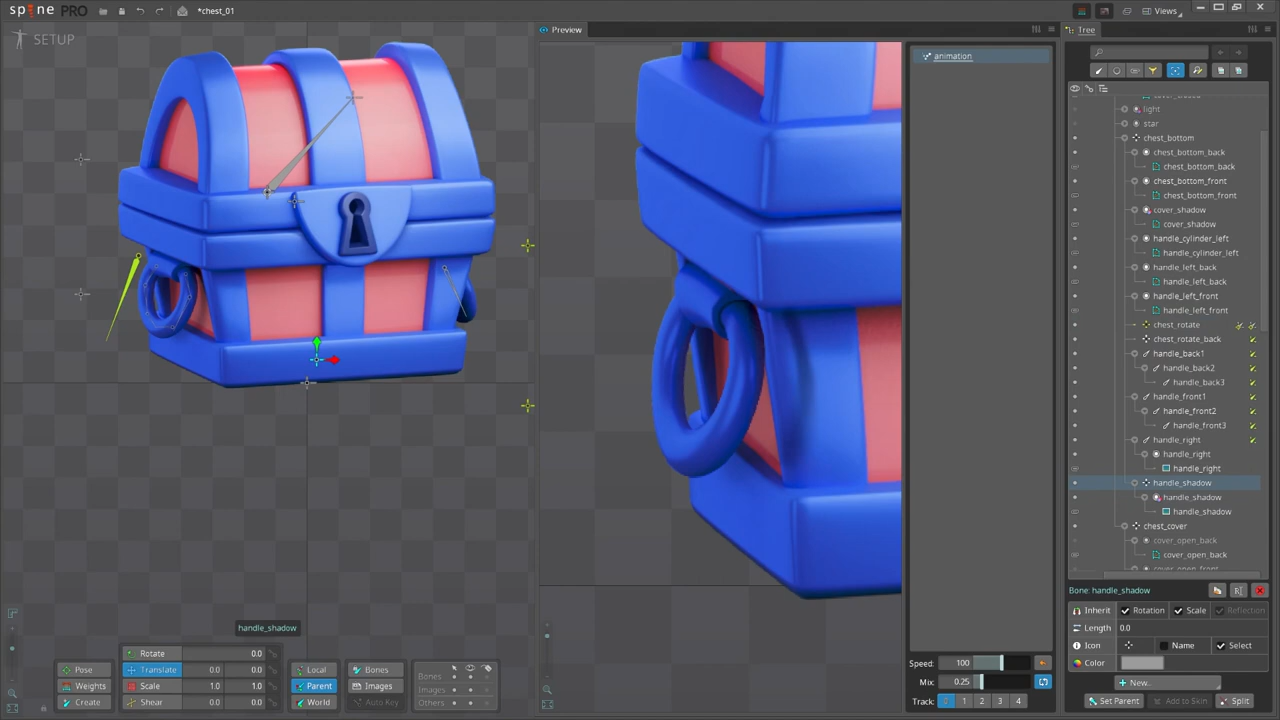 spine PRO
*chest_01
Views
SETUP
Preview
Tree
animation
cover_shadow
light
star
chest_bottom
chest_bottom_back
chest_bottom_back
chest_bottom_front
chest_bottom_front
cover_shadow
cover_shadow
handle_cylinder_left
handle_cylinder_left
handle_left_back
handle_left_back
handle_left_front
handle_left_front
chest_rotate
chest_rotate_back
handle_back1
handle_back2
handle_back3
handle_front1
handle_front2
handle_front3
handle_right
handle_right
handle_right
handle_shadow
handle_shadow
handle_shadow
chest_cover
cover_open_back
cover_open_back
cover_open_front
Bone: handle_shadow
Inherit Rotation Scale Reflection
Length 0.0
Icon Name Select
Color
New..
Set Parent Add to Skin Split
handle_shadow
Pose
Weights
Create
Rotate 0.0
Translate 0.0 0.0
Scale 1.0 1.0
Shear 0.0 0.0
Local
Parent
World
Bones
Images
Auto Key
Bones
Images
Others
Speed: 100
Mix: 0.25
Track: 0 1 2 3 4